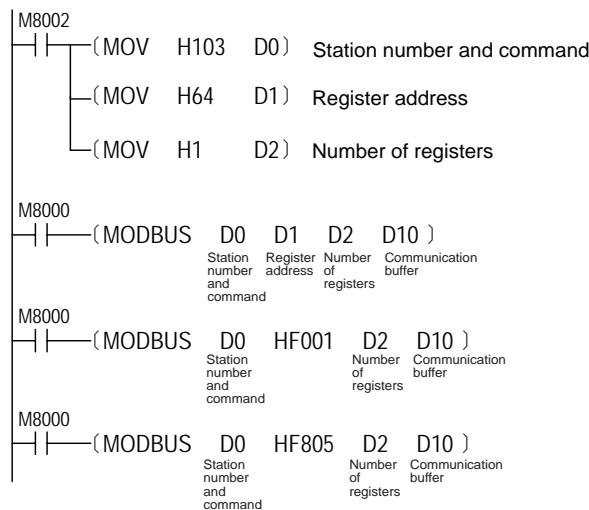 M8002
(MOV H103 D0) Station number and command
(MOV H64 D1) Register address
(MOV H1 D2) Number of registers
M8000
(MODBUS D0 D1 D2 D10)
Station number and command
Register address
Number of registers
Communication buffer
M8000
(MODBUS D0 HF001 D2 D10)
Station number and command
Number of registers
Communication buffer
M8000
(MODBUS D0 HF805 D2 D10)
Station number and command
Number of registers
Communication buffer